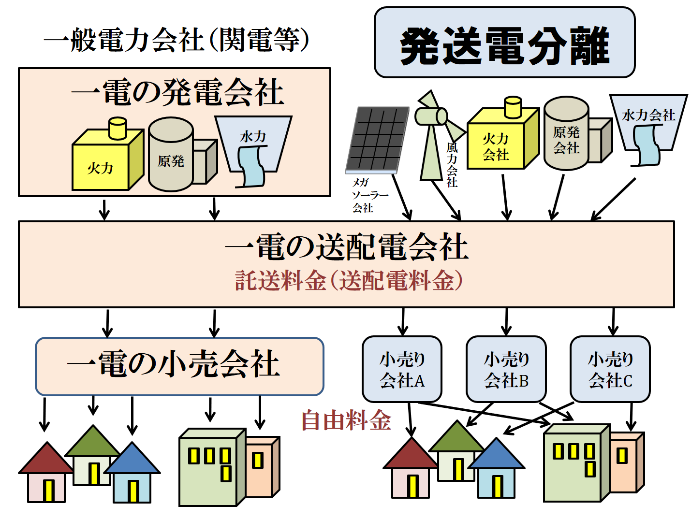 一般電力会社(関電等)
発送電分離
一電の発電会社
火力
原発
水力
メガ
ソーラー
会社
風力会社
火力
会社
原発
会社
水力会社
一電の送配電会社
託送料金(送配電料金)
一電の小売会社
小売り
会社A
小売り
会社B
小売り
会社C
自由料金